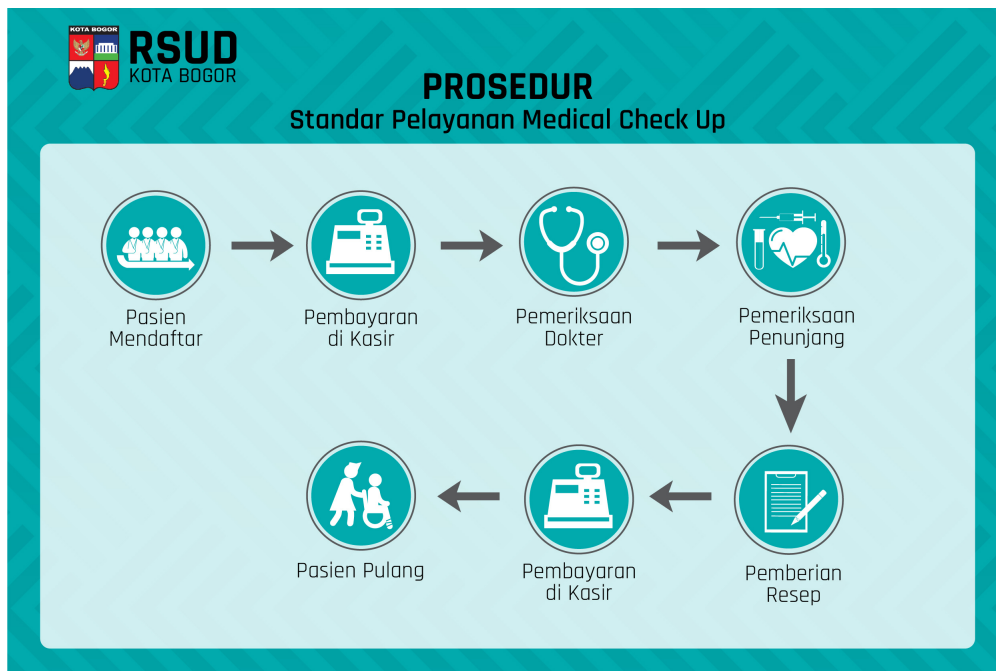 KOTA BOGOR
RSUD
KOTA BOGOR
PROSEDUR
Standar Pelayanan Medical Check Up
Pasien
Mendaftar
Pembayaran
di Kasir
Pemeriksaan
Dokter
Pemeriksaan
Penunjang
Pasien Pulang
Pembayaran
di Kasir
Pemberian
Resep